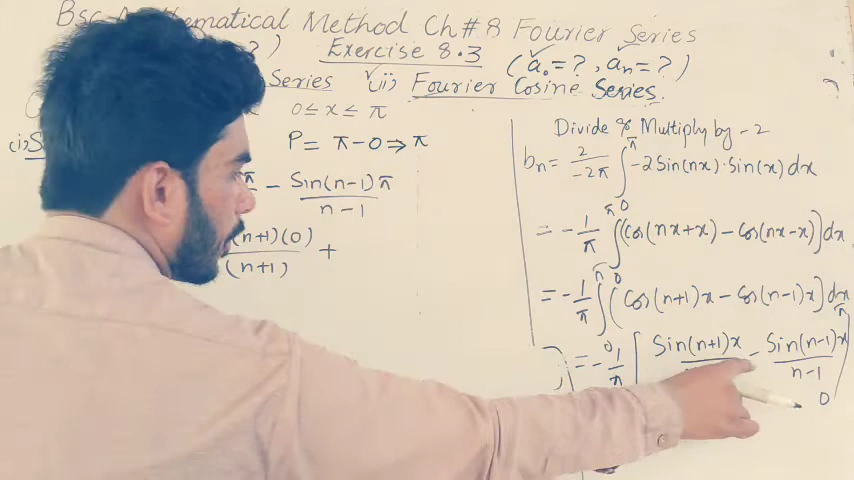 Bsc Mathematical Method Ch # 8 Fourier Series
?) Exercise 8.3 (a₀=?, aₙ=?)
Series (ii) Fourier Cosine Series.
0≤x≤π
(i) S
P = π-0 ⇒ π
π - Sin(n-1)π
n-1
(n+1)(0) +
(n+1)
Divide & Multiply by -2
bₙ = 2/-2π ∫₀^π -2Sin(nx)·Sin(x)dx
= -1/π ∫₀^π (Cos(nx+x) - Cos(nx-x)]dx
= -1/π ∫₀^π (Cos(n+1)x - Cos(n-1)x]dx
= -1/π [Sin(n+1)x - Sin(n-1)x/n-1]₀^π